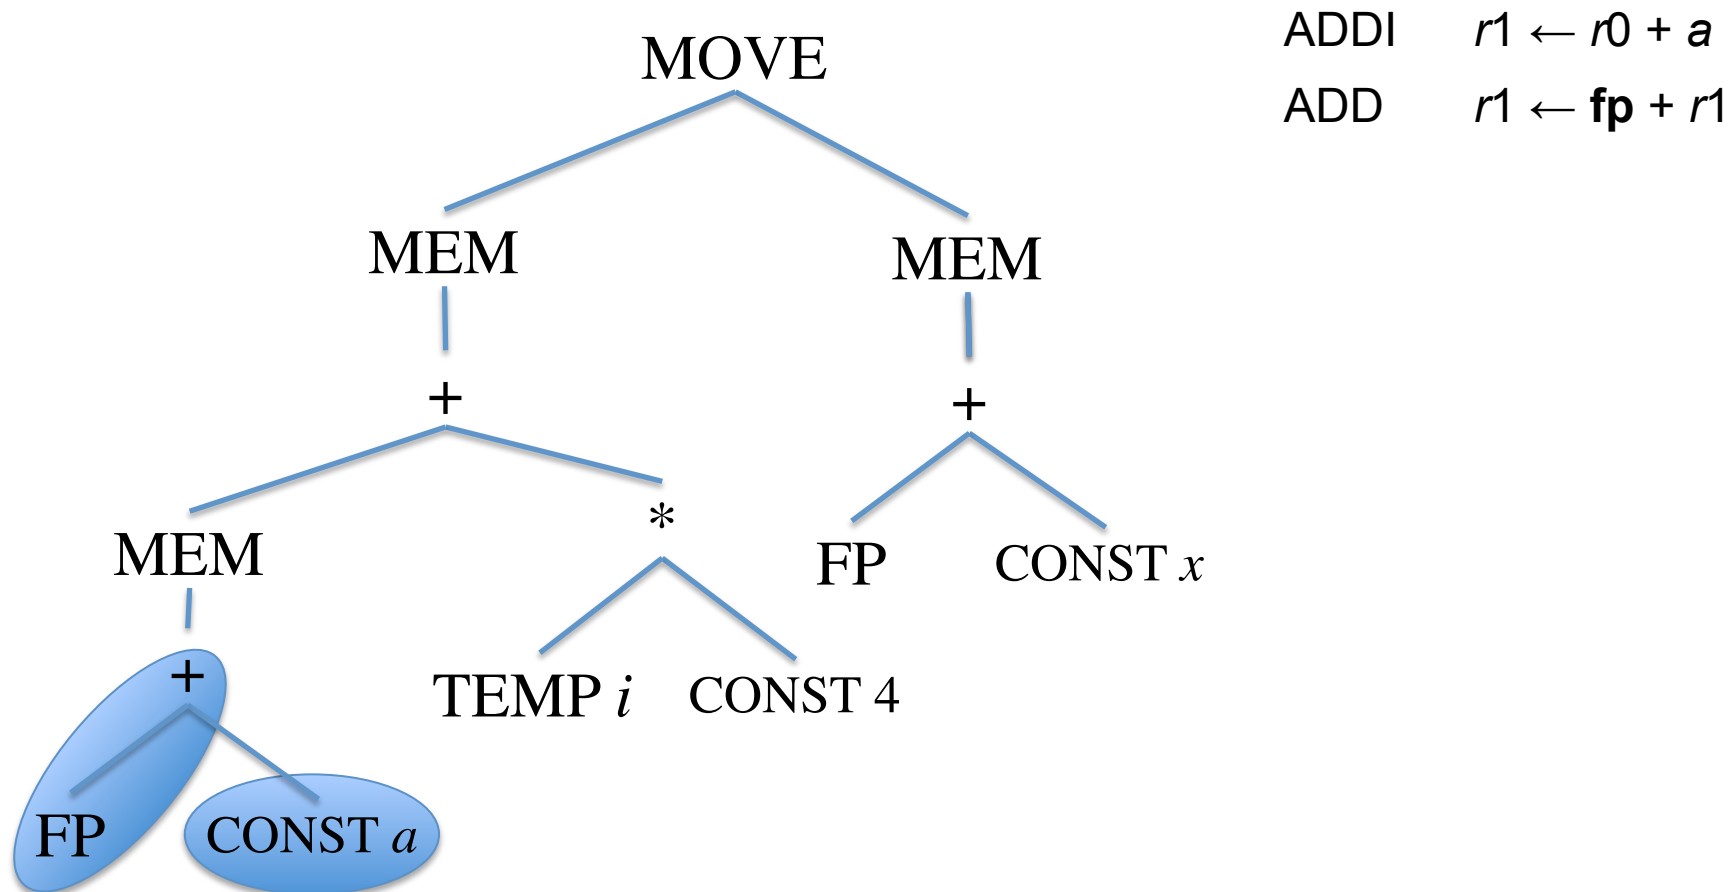 ADDI r1 ← r0 + a
MOVE
ADD r1 ← fp + r1
MEM MEM
+ +
*
MEM FP CONST x
+ TEMP i CONST 4
FP CONST a